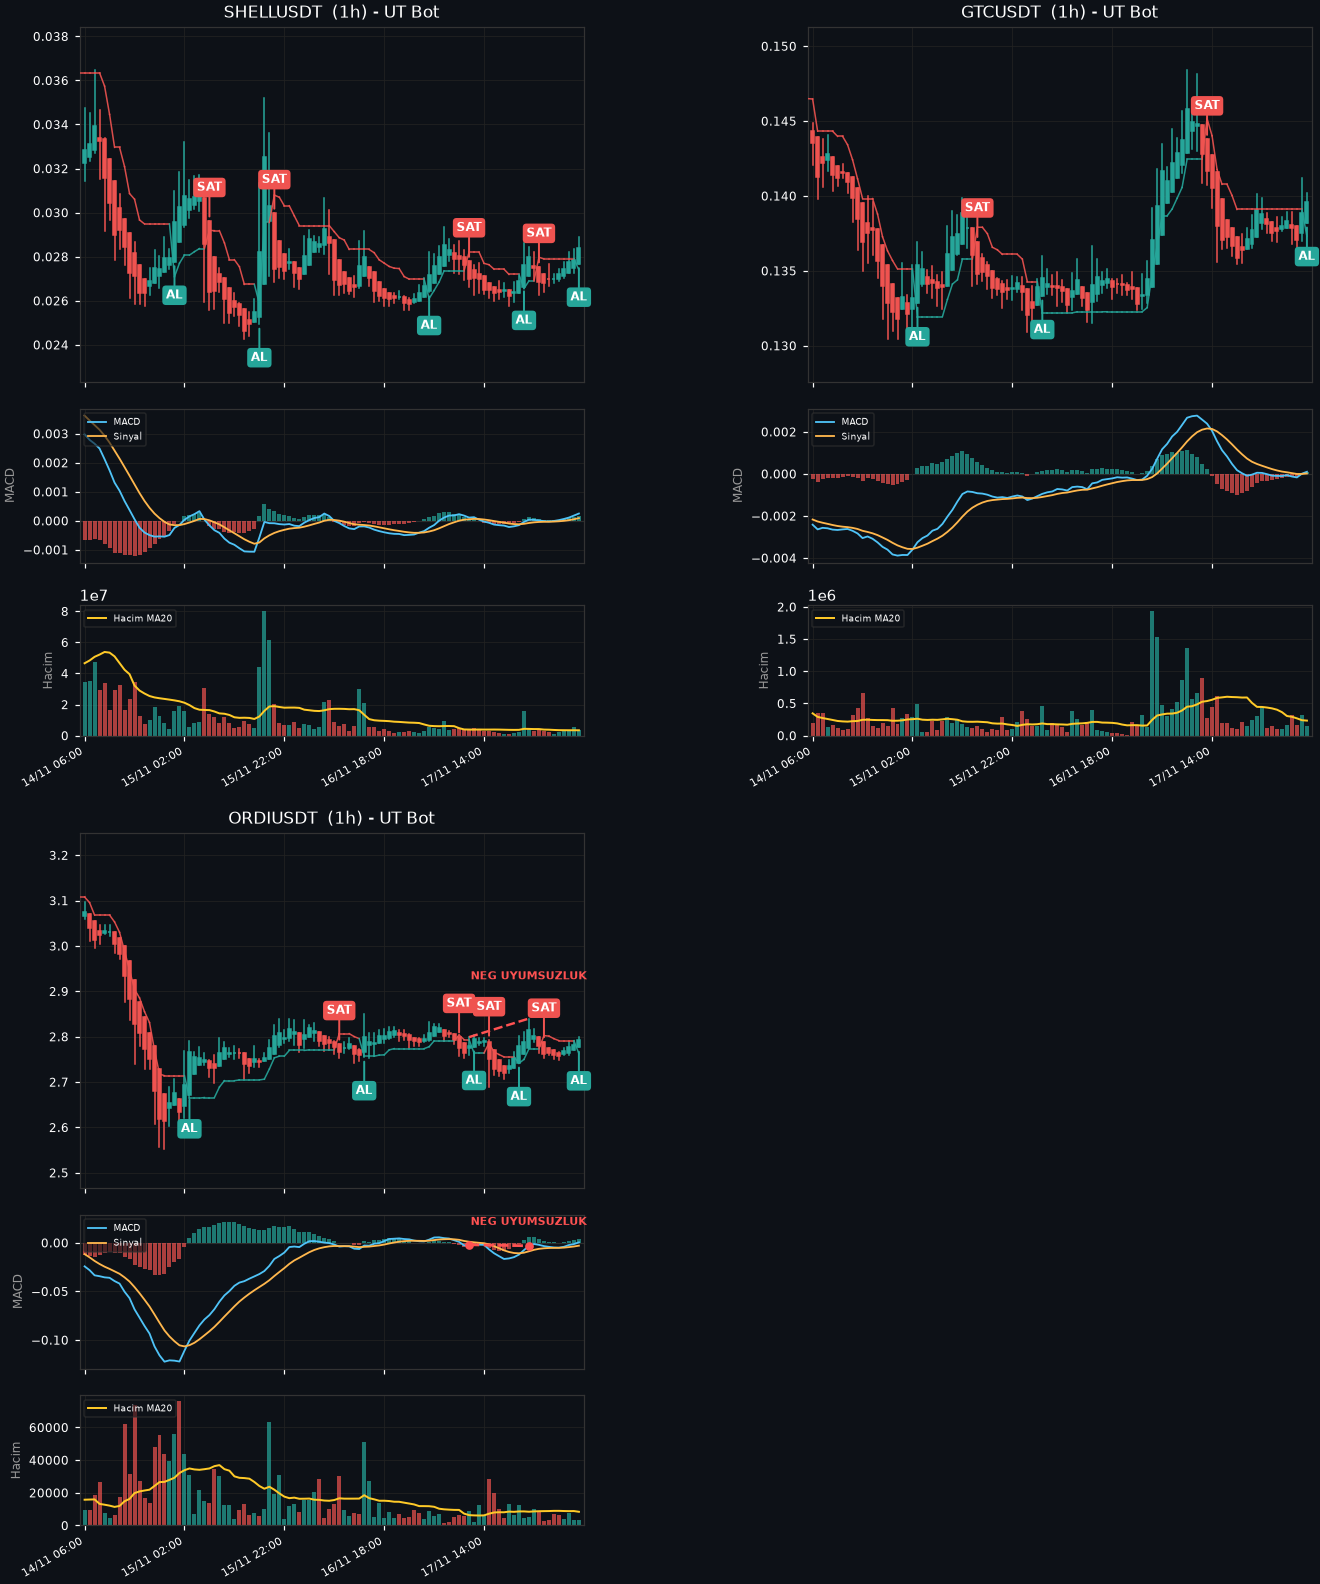 SHELLUSDT (1h) - UT Bot
0.038
0.036
0.034
0.032
0.030
0.028
0.026
0.024
SAT
SAT
SAT
SAT
AL
AL
AL
AL
AL
MACD
Sinyal
MACD
0.003
0.002
0.001
0.000
−0.001
1e7
Hacim MA20
Hacim
8
6
4
2
0
14/11 06:00
15/11 02:00
15/11 22:00
16/11 18:00
17/11 14:00
GTCUSDT (1h) - UT Bot
0.150
0.145
0.140
0.135
0.130
SAT
SAT
AL
AL
AL
MACD
Sinyal
MACD
0.002
0.000
−0.002
−0.004
1e6
Hacim MA20
Hacim
2.0
1.5
1.0
0.5
0.0
14/11 06:00
15/11 02:00
15/11 22:00
16/11 18:00
17/11 14:00
ORDIUSDT (1h) - UT Bot
3.2
3.1
3.0
2.9
2.8
2.7
2.6
2.5
NEG UYUMSUZLUK
SAT
SAT
SAT
SAT
AL
AL
AL
AL
AL
NEG UYUMSUZLUK
MACD
Sinyal
MACD
0.00
−0.05
−0.10
Hacim MA20
Hacim
60000
40000
20000
0
14/11 06:00
15/11 02:00
15/11 22:00
16/11 18:00
17/11 14:00